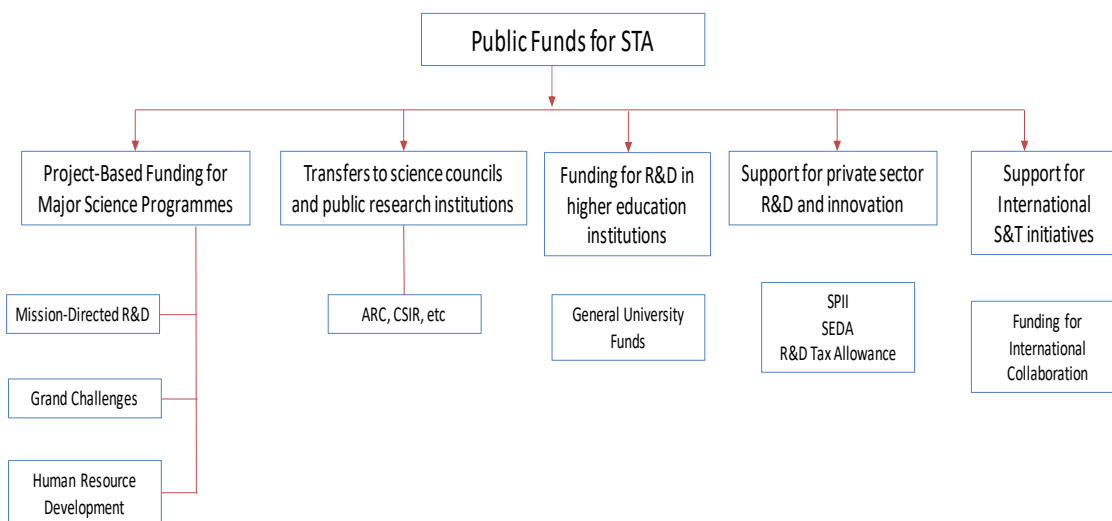 Public Funds for STA
Project-Based Funding for
Major Science Programmes
Transfers to science councils
and public research institutions
Funding for R&D in
higher education
institutions
Support for private sector
R&D and innovation
Support for
International
S&T initiatives
Mission-Directed R&D
Grand Challenges
Human Resource
Development
ARC, CSIR, etc
General University
Funds
SPII
SEDA
R&D Tax Allowance
Funding for
International
Collaboration